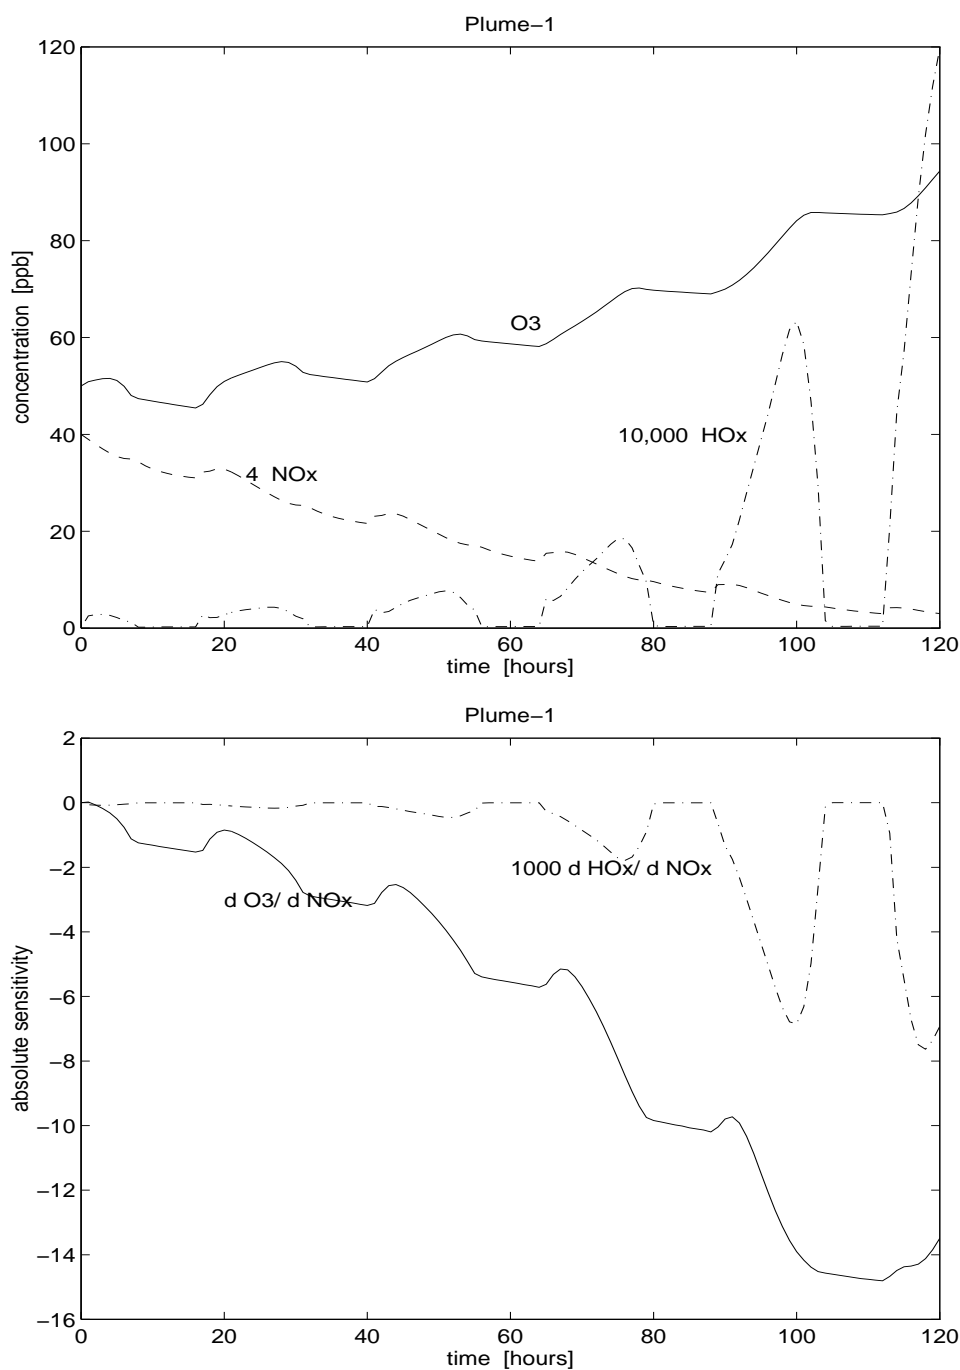 Plume−1
120
100
80
60
40
20
0
concentration [ppb]
O3
10,000 HOx
4 NOx
0 20 40 60 80 100 120
time [hours]
Plume−1
2
0
−2
−4
−6
−8
−10
−12
−14
−16
absolute sensitivity
1000 d HOx/ d NOx
d O3/ d NOx
0 20 40 60 80 100 120
time [hours]